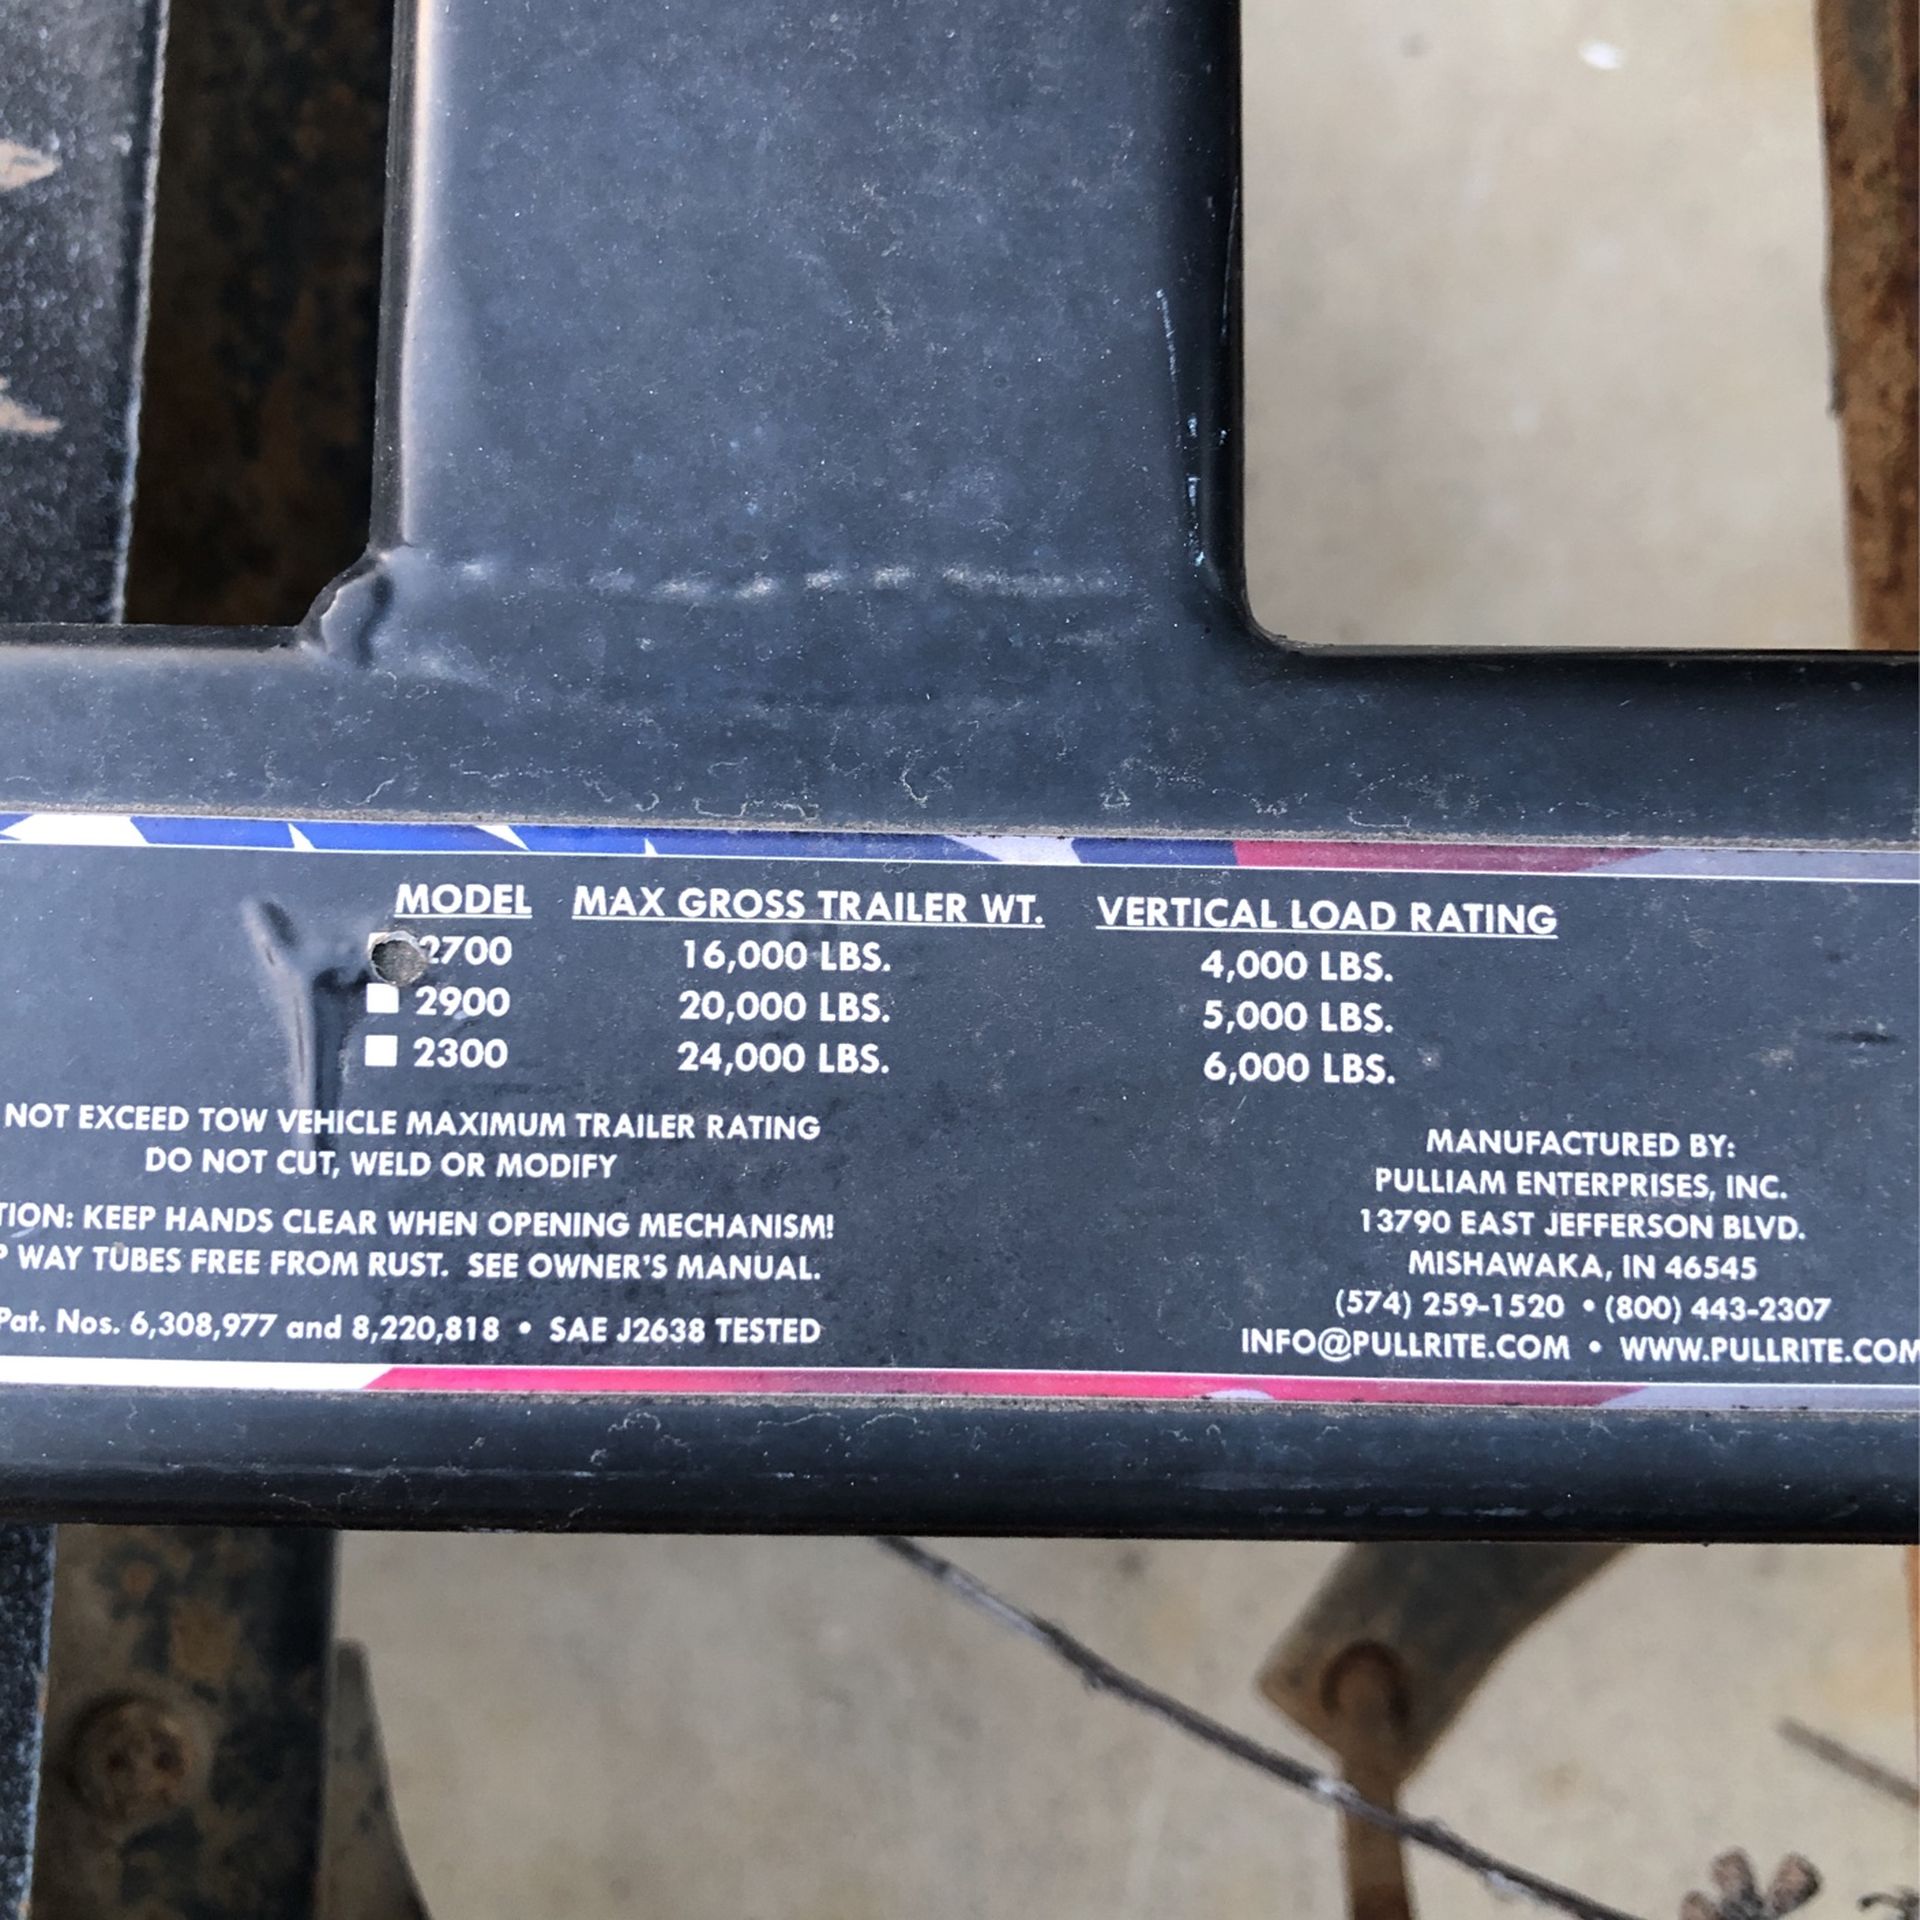 MODEL MAX GROSS TRAILER WT. VERTICAL LOAD RATING
2700 16,000 LBS. 4,000 LBS.
2900 20,000 LBS. 5,000 LBS.
2300 24,000 LBS. 6,000 LBS.
NOT EXCEED TOW VEHICLE MAXIMUM TRAILER RATING
DO NOT CUT, WELD OR MODIFY
TION: KEEP HANDS CLEAR WHEN OPENING MECHANISM!
P WAY TUBES FREE FROM RUST. SEE OWNER'S MANUAL.
Pat. Nos. 6,308,977 and 8,220,818 • SAE J2638 TESTED
MANUFACTURED BY:
PULLIAM ENTERPRISES, INC.
13790 EAST JEFFERSON BLVD.
MISHAWAKA, IN 46545
(574) 259-1520 • (800) 443-2307
INFO@PULLRITE.COM • WWW.PULLRITE.COM